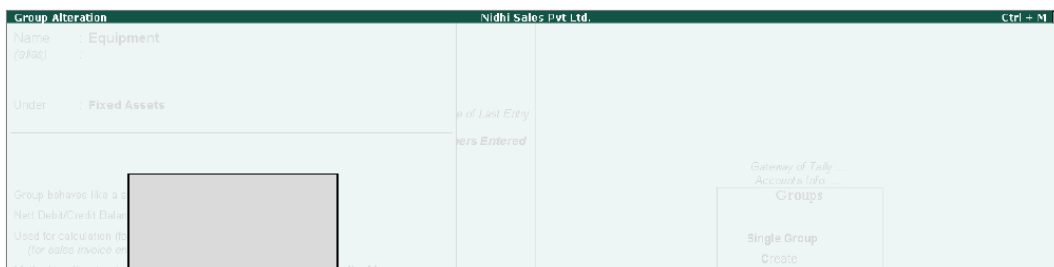 Group Alteration Nidhi Sales Pvt Ltd. Ctrl + M
Name : Equipment
(alias) :
Under : Fixed Assets
e of Last Entry
ers Entered
Gateway of Tally ...
Accounts Info. ...
Groups
Group behaves like a s
Nett Debit/Credit Balan
Used for calculation (fo
(for sales invoice en
Single Group
Create